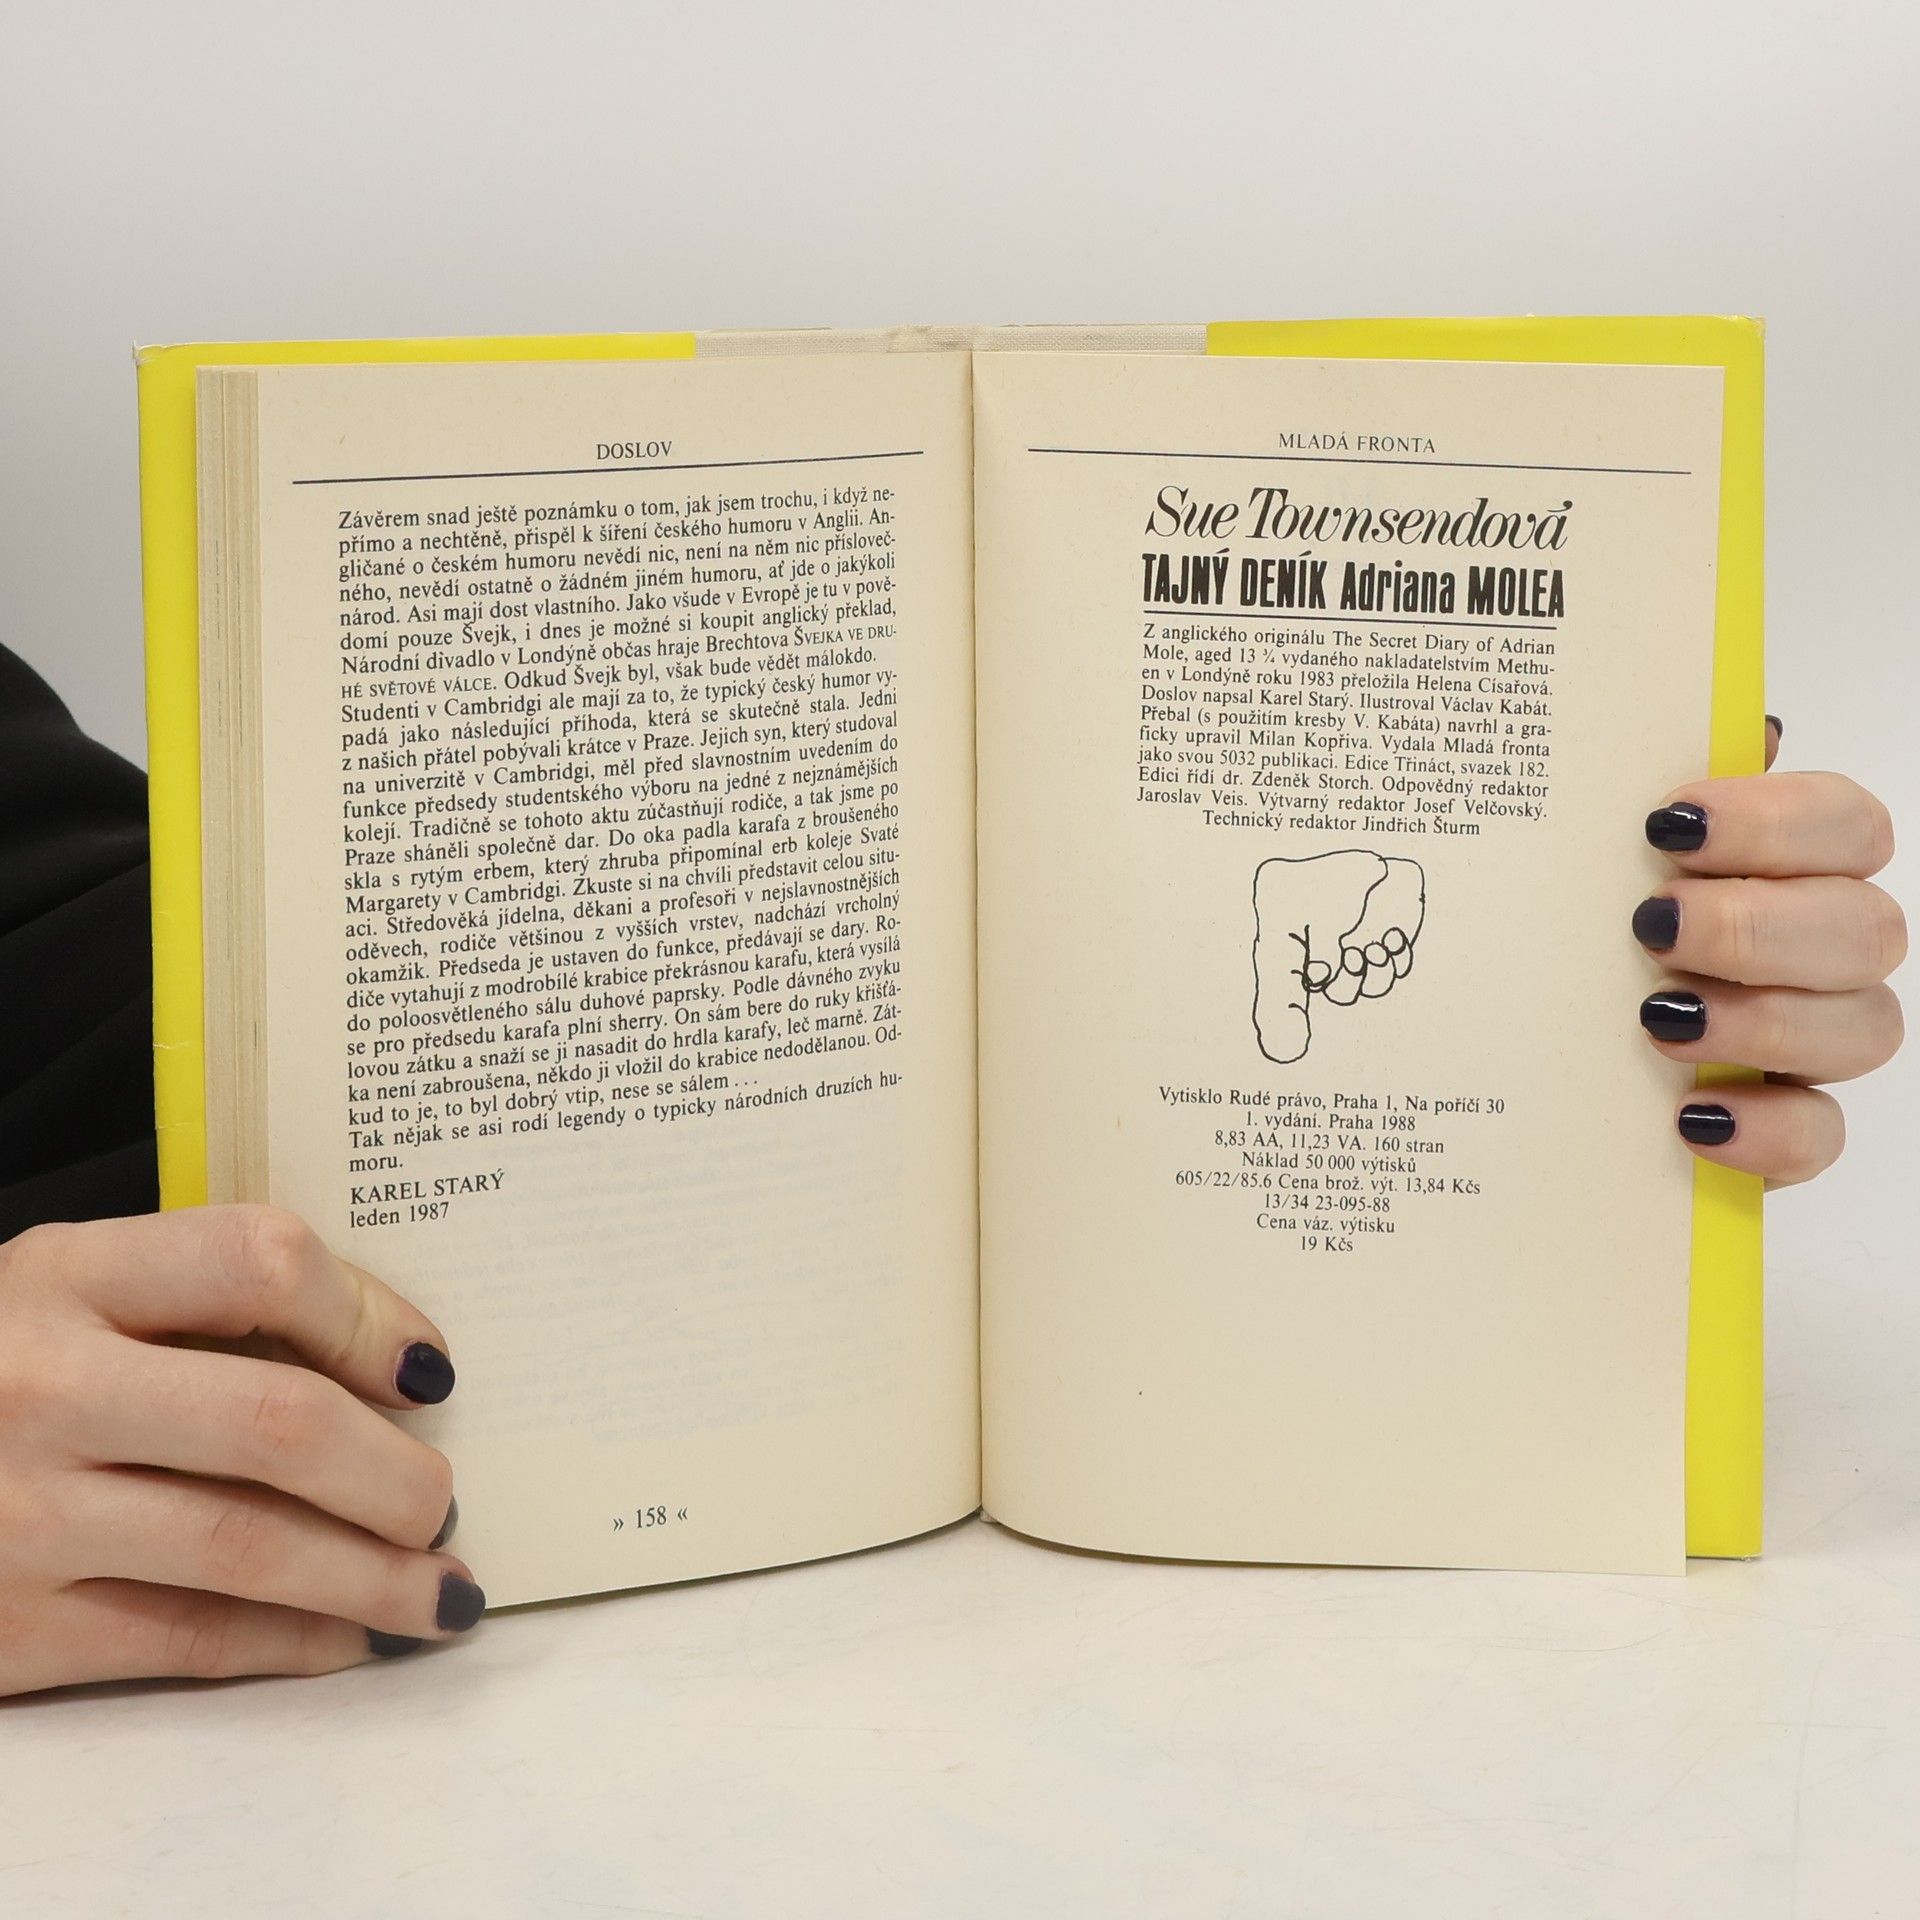 DOSLOV
Závěrem snad ještě poznámku o tom, jak jsem trochu, i když ne-
přímo a nechtěně, přispěl k šíření českého humoru v Anglii. An-
gličané o českém humoru nevědí nic, není na něm nic přísloveč-
ného, nevědí ostatně o žádném jiném humoru, ať jde o jakýkoli
národ. Asi mají dost vlastního. Jako všude v Evropě je tu v pově-
domí pouze Švejk, i dnes je možné si koupit anglický překlad,
Národní divadlo v Londýně občas hraje Brechtova ŠVEJKA VE DRU-
HÉ SVĚTOVÉ VÁLCE. Odkud Švejk byl, však bude vědět málokdo.
Studenti v Cambridgi ale mají za to, že typický český humor vy-
padá jako následující příhoda, která se skutečně stala. Jedni
z našich přátel pobývali krátce v Praze. Jejich syn, který studoval
na univerzitě v Cambridgi, měl před slavnostním uvedením do
funkce předsedy studentského výboru na jedné z nejznámějších
kolejí. Tradičně se tohoto aktu zúčastňují rodiče, a tak jsme po
Praze sháněli společně dar. Do oka padla karafa z broušeného
skla s rytým erbem, který zhruba připomínal erb koleje Svaté
Margarety v Cambridgi. Zkuste si na chvíli představit celou situ-
aci. Středověká jídelna, děkani a profesoři v nejslavnostnějších
oděvech, rodiče většinou z vyšších vrstev, nadchází vrcholný
okamžik. Předseda je ustaven do funkce, předávají se dary. Ro-
diče vytahují z modrobílé krabice překrásnou karafu, která vysílá
do poloosvětleného sálu duhové paprsky. Podle dávného zvyku
se pro předsedu karafa plní sherry. On sám bere do ruky křišťá-
lovou zátku a snaží se ji nasadit do hrdla karafy, leč marně. Zát-
ka není zabroušena, někdo ji vložil do krabice nedodělanou. Od-
kud to je, to byl dobrý vtip, nese se sálem ...
Tak nějak se asi rodí legendy o typicky národních druzích hu-
moru.
KAREL STARÝ
leden 1987
» 158 «
MLADÁ FRONTA
Sue Townsendová
TAJNÝ DENÍK Adriana MOLEA
Z anglického originálu The Secret Diary of Adrian
Mole, aged 13 ¾ vydaného nakladatelstvím Methu-
en v Londýně roku 1983 přeložila Helena Císařová.
Doslov napsal Karel Starý. Ilustroval Václav Kabát.
Přebal (s použitím kresby V. Kabáta) navrhl a gra-
ficky upravil Milan Kopřiva. Vydala Mladá fronta
jako svou 5032 publikaci. Edice Třináct, svazek 182.
Edici řídí dr. Zdeněk Storch. Odpovědný redaktor
Jaroslav Veis. Výtvarný redaktor Josef Velčovský.
Technický redaktor Jindřich Šturm
Vytisklo Rudé právo, Praha 1, Na poříčí 30
1. vydání. Praha 1988
8,83 AA, 11,23 VA. 160 stran
Náklad 50 000 výtisků
605/22/85.6 Cena brož. výt. 13,84 Kčs
13/34 23-095-88
Cena váz. výtisku
19 Kčs